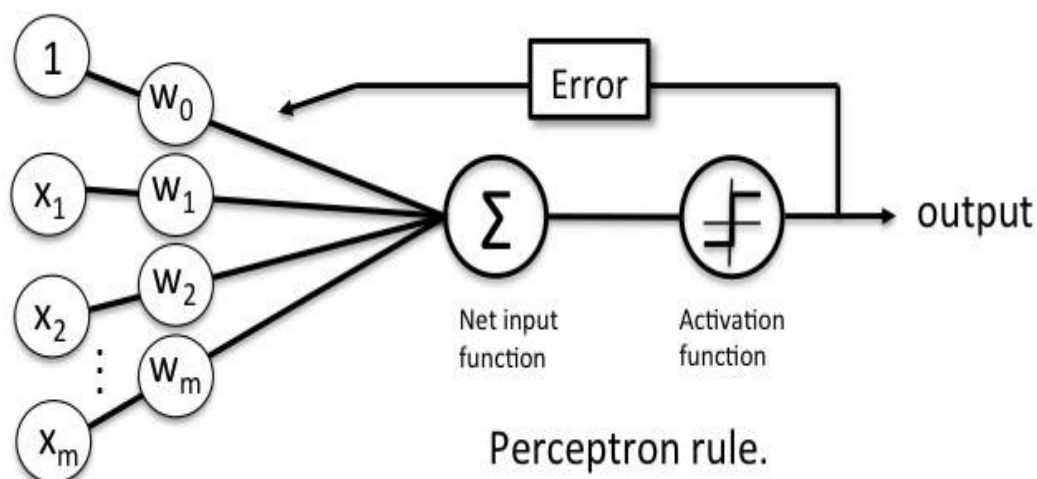 1
w₀
Error
x₁
w₁
Σ
output
x₂
w₂
Net input
function
Activation
function
⋮
wₘ
xₘ
Perceptron rule.